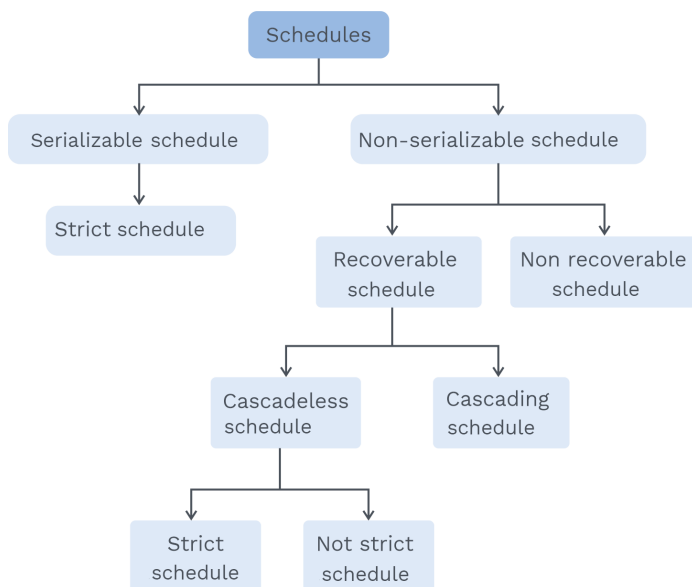 Schedules
Serializable schedule
Non-serializable schedule
Strict schedule
Recoverable
schedule
Non recoverable
schedule
Cascadeless
schedule
Cascading
schedule
Strict
schedule
Not strict
schedule